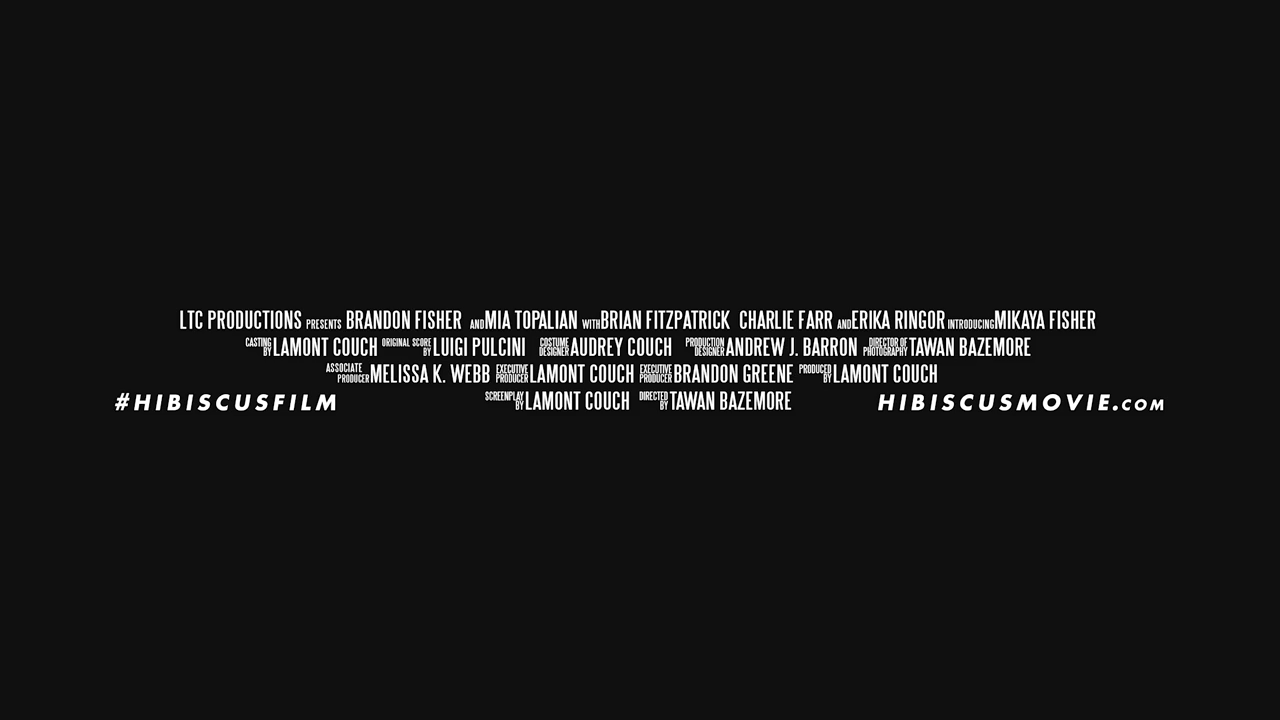 LTC PRODUCTIONS PRESENTS BRANDON FISHER AND MIA TOPALIAN WITH BRIAN FITZPATRICK CHARLIE FARR AND ERIKA RINGOR INTRODUCING MIKAYA FISHER
CASTING BY LAMONT COUCH ORIGINAL SCORE BY LUIGI PULCINI COSTUME DESIGNER AUDREY COUCH PRODUCTION DESIGNER ANDREW J. BARRON DIRECTOR OF PHOTOGRAPHY TAWAN BAZEMORE
ASSOCIATE PRODUCER MELISSA K. WEBB EXECUTIVE PRODUCER LAMONT COUCH EXECUTIVE PRODUCER BRANDON GREENE PRODUCED BY LAMONT COUCH
#HIBISCUSFILM SCREENPLAY BY LAMONT COUCH DIRECTED BY TAWAN BAZEMORE HIBISCUSMOVIE.COM